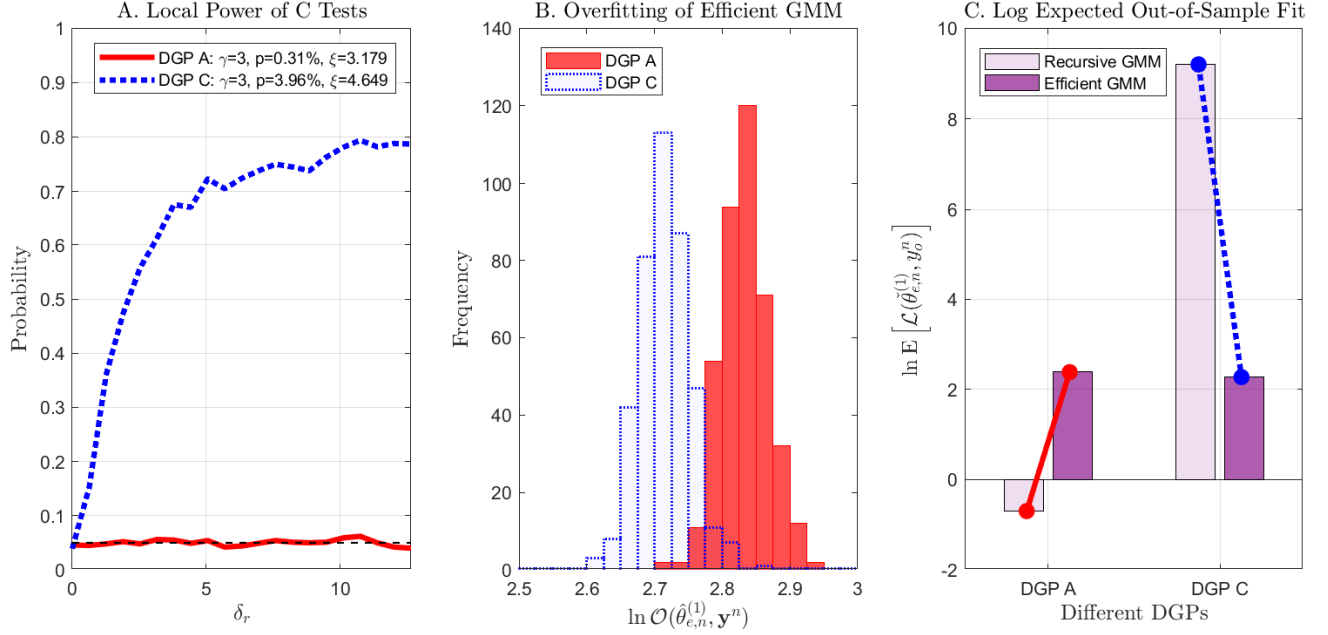 A. Local Power of C Tests
1
0.9
0.8
0.7
0.6
0.5
0.4
0.3
0.2
0.1
0
Probability
DGP A: γ=3, p=0.31%, ξ=3.179
DGP C: γ=3, p=3.96%, ξ=4.649
0 5 10
δ_r
B. Overfitting of Efficient GMM
140
120
100
80
60
40
20
0
Frequency
DGP A
DGP C
2.5 2.6 2.7 2.8 2.9 3
ln 𝒪(θ̂_{e,n}^{(1)}, 𝐲^n)
C. Log Expected Out-of-Sample Fit
10
8
6
4
2
0
-2
ln E [ℒ(θ̌_{e,n}^{(1)}, y_o^n)]
Recursive GMM
Efficient GMM
DGP A DGP C
Different DGPs